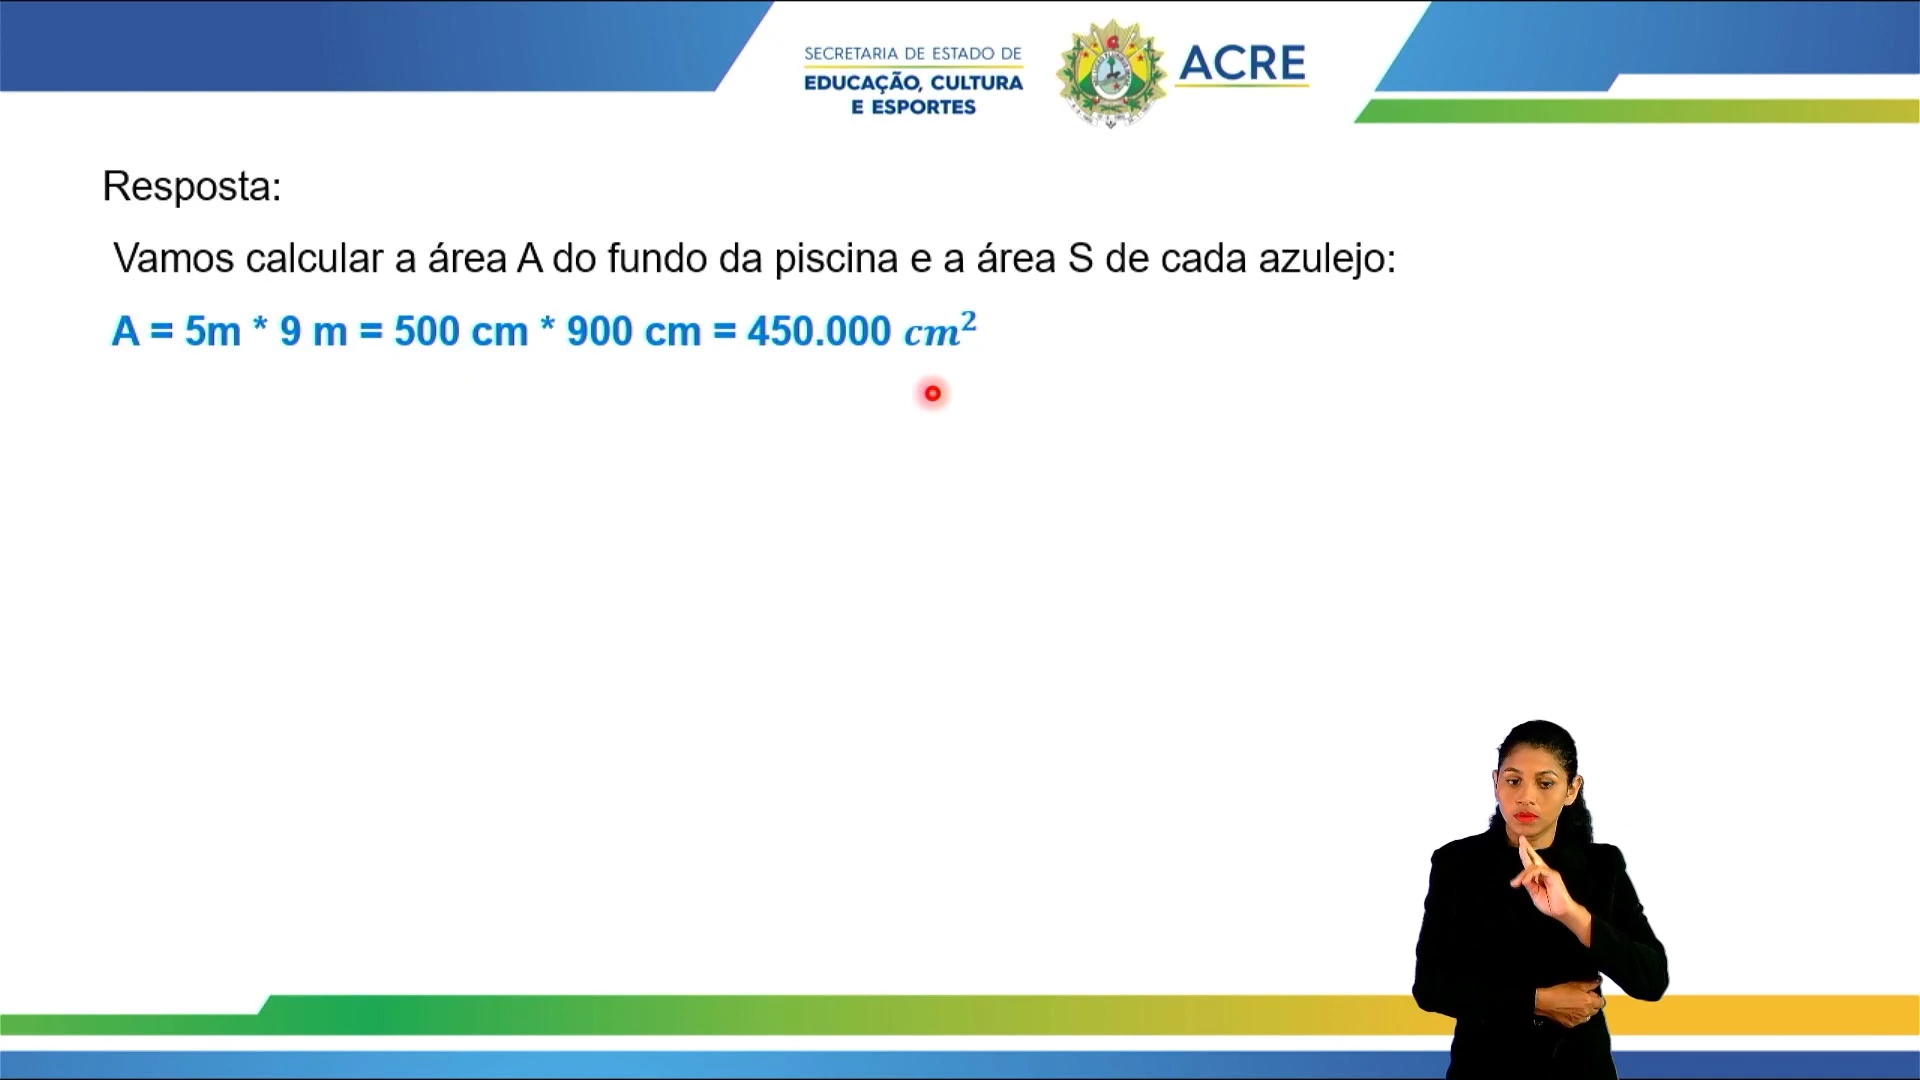 SECRETARIA DE ESTADO DE
EDUCAÇÃO, CULTURA
E ESPORTES
ACRE
Resposta:
Vamos calcular a área A do fundo da piscina e a área S de cada azulejo:
A = 5m * 9 m = 500 cm * 900 cm = 450.000 cm²